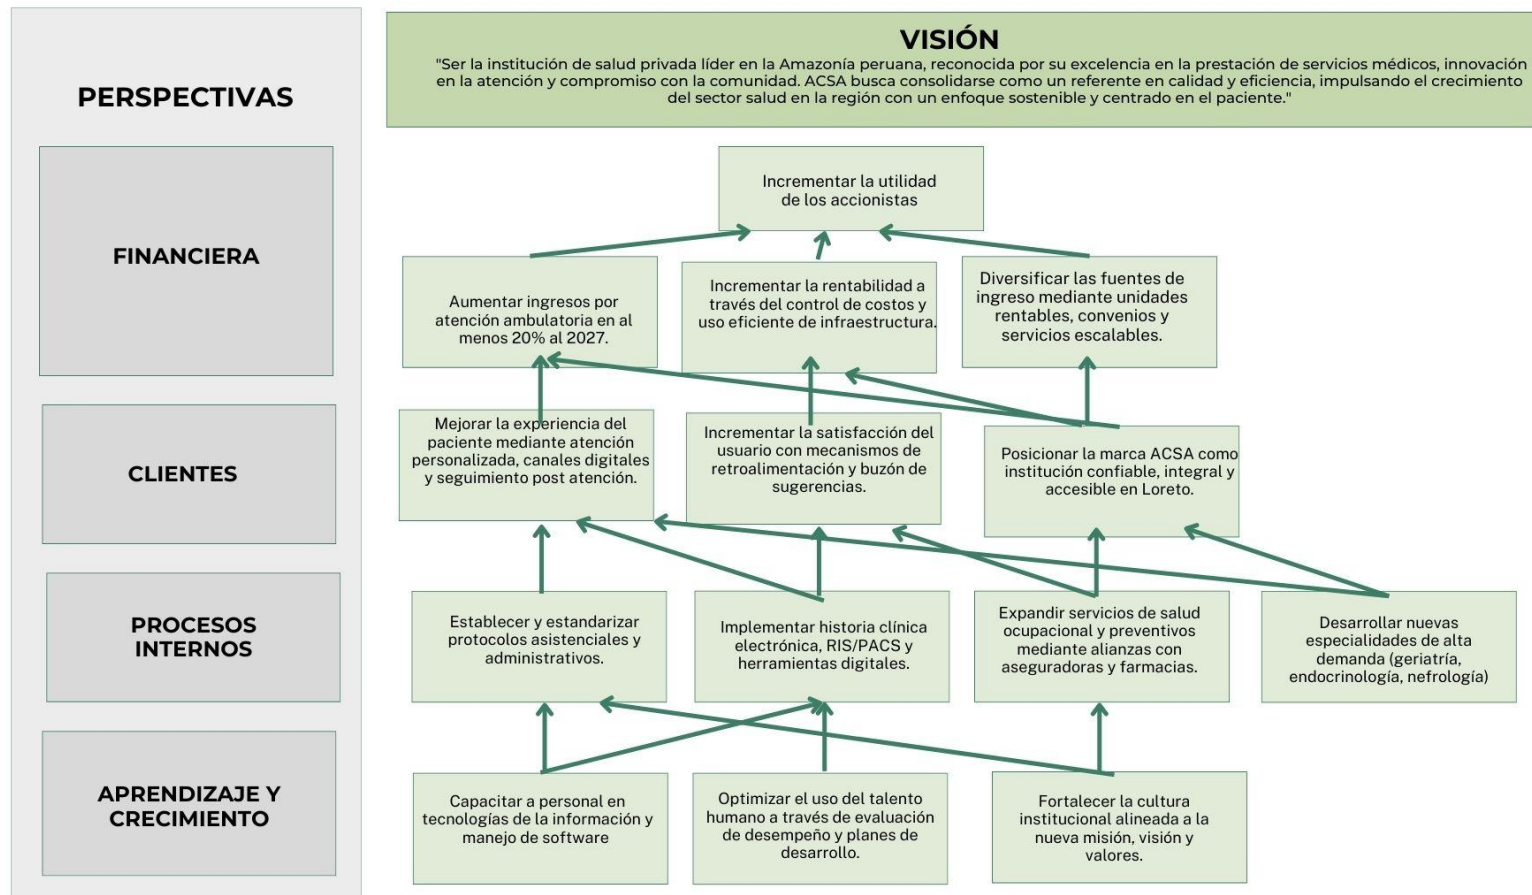 PERSPECTIVAS
VISIÓN
"Ser la institución de salud privada líder en la Amazonía peruana, reconocida por su excelencia en la prestación de servicios médicos, innovación
en la atención y compromiso con la comunidad. ACSA busca consolidarse como un referente en calidad y eficiencia, impulsando el crecimiento
del sector salud en la región con un enfoque sostenible y centrado en el paciente."
FINANCIERA
Incrementar la utilidad
de los accionistas
Aumentar ingresos por
atención ambulatoria en al
menos 20% al 2027.
Incrementar la rentabilidad a
través del control de costos y
uso eficiente de infraestructura.
Diversificar las fuentes de
ingreso mediante unidades
rentables, convenios y
servicios escalables.
CLIENTES
Mejorar la experiencia del
paciente mediante atención
personalizada, canales digitales
y seguimiento post atención.
Incrementar la satisfacción del
usuario con mecanismos de
retroalimentación y buzón de
sugerencias.
Posicionar la marca ACSA como
institución confiable, integral y
accesible en Loreto.
PROCESOS
INTERNOS
Establecer y estandarizar
protocolos asistenciales y
administrativos.
Implementar historia clínica
electrónica, RIS/PACS y
herramientas digitales.
Expandir servicios de salud
ocupacional y preventivos
mediante alianzas con
aseguradoras y farmacias.
Desarrollar nuevas
especialidades de alta
demanda (geriatría,
endocrinología, nefrología)
APRENDIZAJE Y
CRECIMIENTO
Capacitar a personal en
tecnologías de la información y
manejo de software
Optimizar el uso del talento
humano a través de evaluación
de desempeño y planes de
desarrollo.
Fortalecer la cultura
institucional alineada a la
nueva misión, visión y
valores.